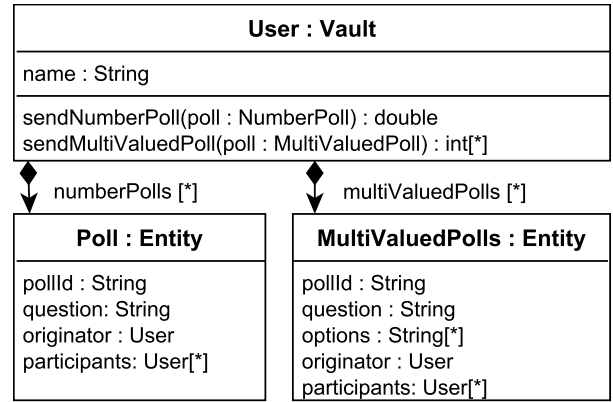 User : Vault
name : String
sendNumberPoll(poll : NumberPoll) : double
sendMultiValuedPoll(poll : MultiValuedPoll) : int[*]
numberPolls [*]
multiValuedPolls [*]
Poll : Entity
pollId : String
question: String
originator : User
participants: User[*]
MultiValuedPolls : Entity
pollId : String
question : String
options : String[*]
originator : User
participants: User[*]